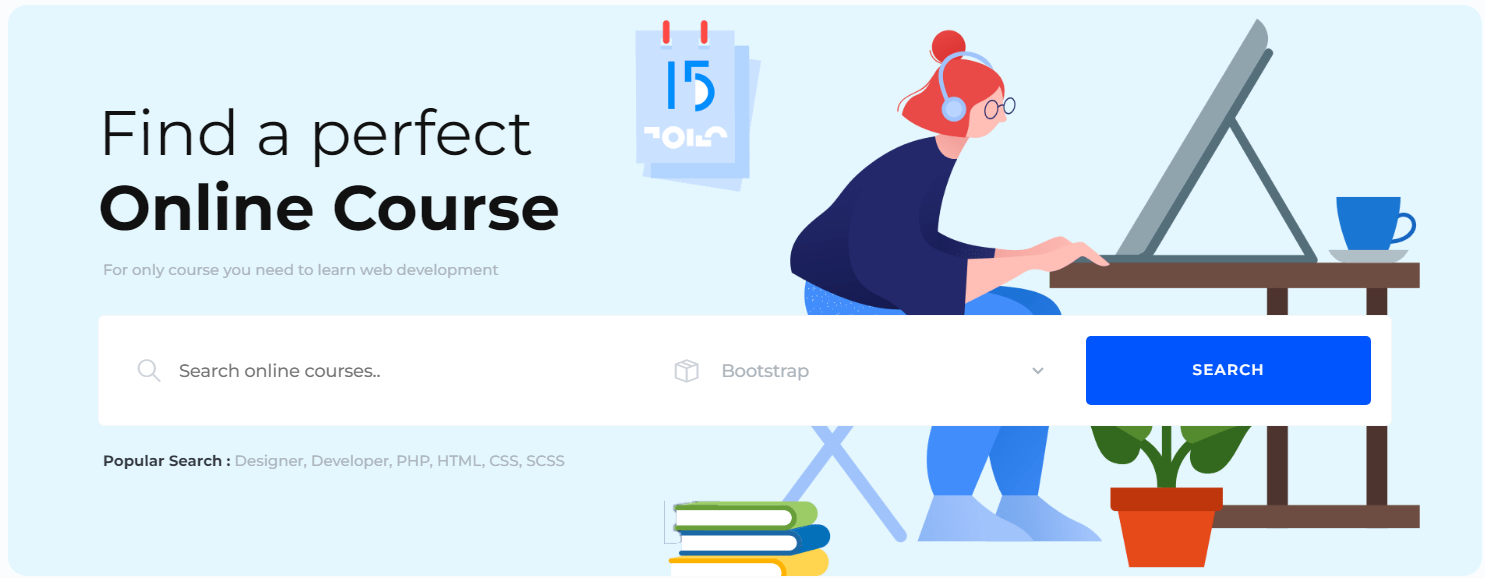 Find a perfect
Online Course
For only course you need to learn web development
15
Search online courses..
Bootstrap
SEARCH
Popular Search : Designer, Developer, PHP, HTML, CSS, SCSS